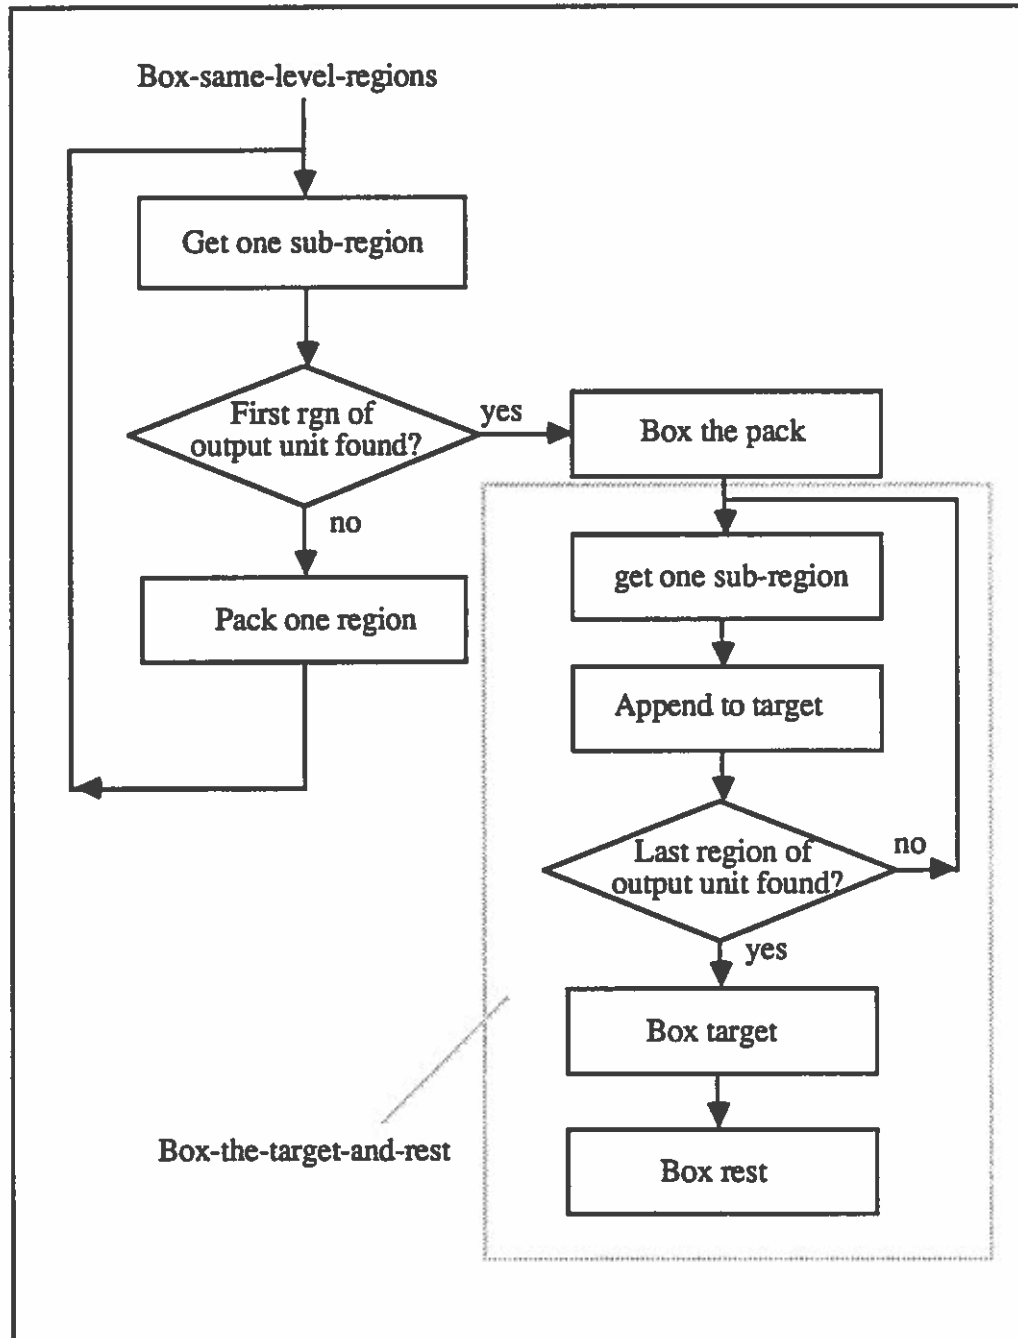 Box-same-level-regions
Get one sub-region
First rgn of
output unit found?
yes
Box the pack
no
Pack one region
get one sub-region
Append to target
Last region of
output unit found?
no
yes
Box target
Box-the-target-and-rest
Box rest